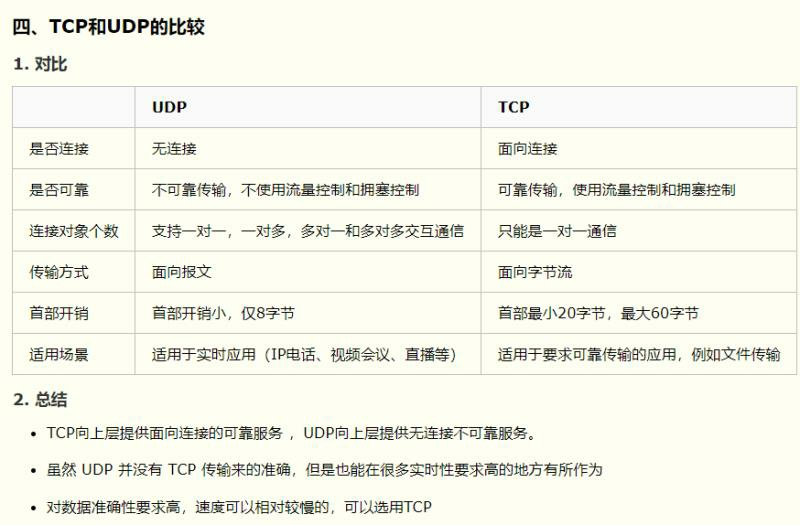 四、TCP和UDP的比较
1. 对比
UDP TCP
是否连接 无连接 面向连接
是否可靠 不可靠传输，不使用流量控制和拥塞控制 可靠传输，使用流量控制和拥塞控制
连接对象个数 支持一对一，一对多，多对一和多对多交互通信 只能是一对一通信
传输方式 面向报文 面向字节流
首部开销 首部开销小，仅8字节 首部最小20字节，最大60字节
适用场景 适用于实时应用（IP电话、视频会议、直播等） 适用于要求可靠传输的应用，例如文件传输
2. 总结
• TCP向上层提供面向连接的可靠服务 ，UDP向上层提供无连接不可靠服务。
• 虽然 UDP 并没有 TCP 传输来的准确，但是也能在很多实时性要求高的地方有所作为
• 对数据准确性要求高，速度可以相对较慢的，可以选用TCP